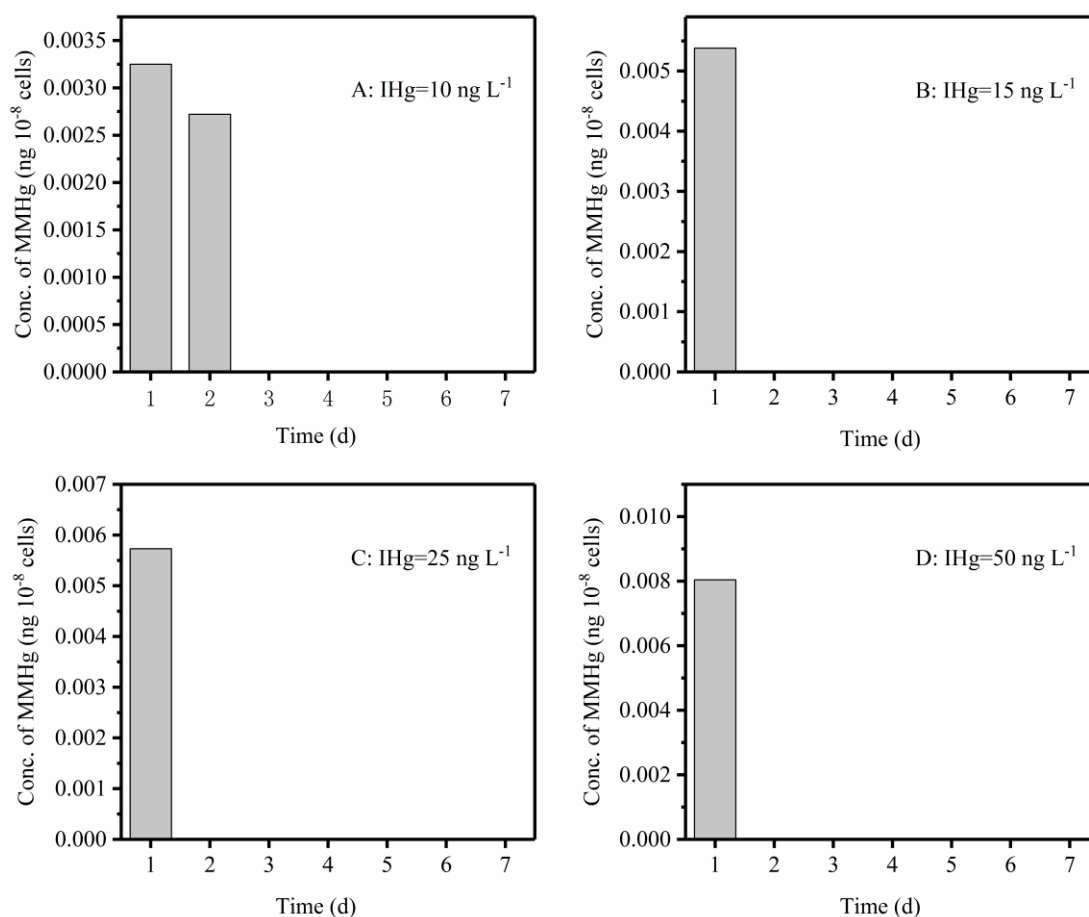 Conc. of MMHg (ng 10⁻⁸ cells)
0.0035
0.0030
0.0025
0.0020
0.0015
0.0010
0.0005
0.0000
A: IHg=10 ng L⁻¹
1 2 3 4 5 6 7
Time (d)
Conc. of MMHg (ng 10⁻⁸ cells)
0.005
0.004
0.003
0.002
0.001
0.000
B: IHg=15 ng L⁻¹
1 2 3 4 5 6 7
Time (d)
Conc. of MMHg (ng 10⁻⁸ cells)
0.007
0.006
0.005
0.004
0.003
0.002
0.001
0.000
C: IHg=25 ng L⁻¹
1 2 3 4 5 6 7
Time (d)
Conc. of MMHg (ng 10⁻⁸ cells)
0.010
0.008
0.006
0.004
0.002
0.000
D: IHg=50 ng L⁻¹
1 2 3 4 5 6 7
Time (d)